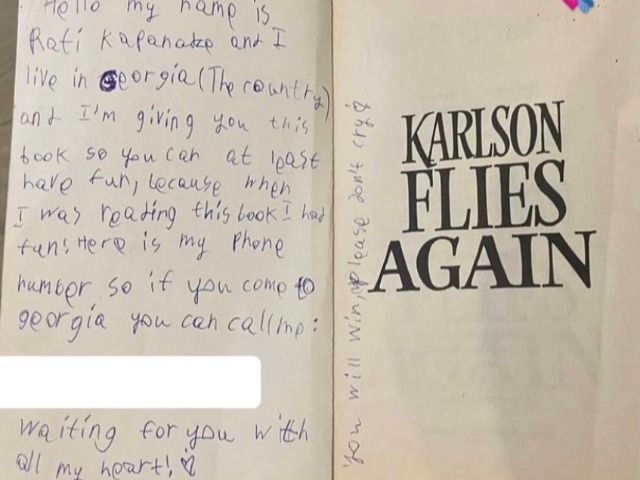 Hello my name is
Rati Kapanadze and I
live in Georgia (The country)
and I'm giving you this
book so you can at least
have fun, because when
I was reading this book I had
fun! Here is my Phone
number so if you come to
georgia you can call me:
Waiting for you with
all my heart!
you will win, please don't cry!
KARLSON
FLIES
AGAIN